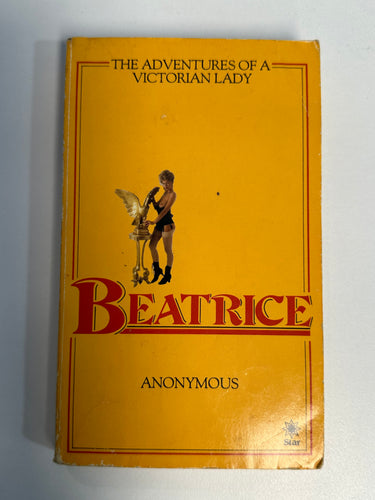 THE ADVENTURES OF A
VICTORIAN LADY
BEATRICE
ANONYMOUS
Star